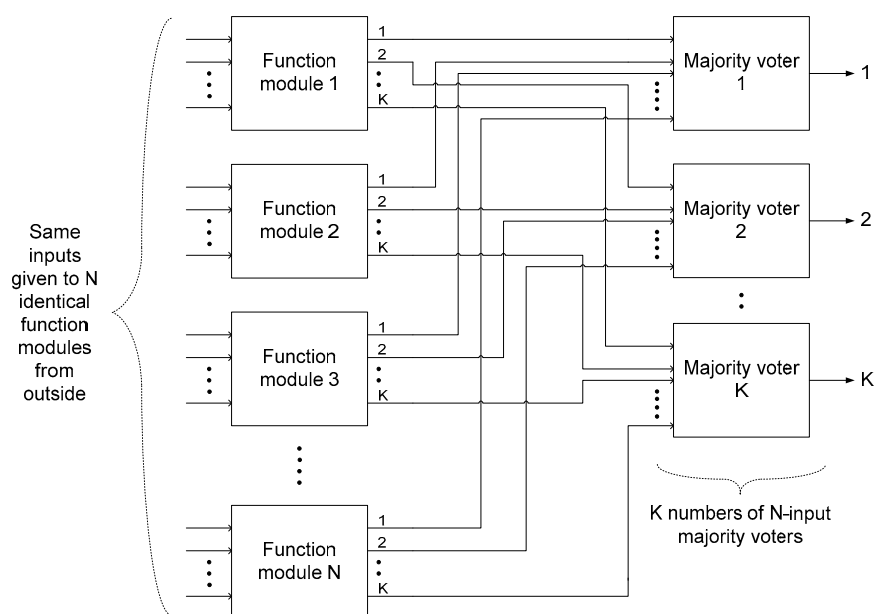 Same
inputs
given to N
identical
function
modules
from
outside
Function
module 1
1
2
K
Function
module 2
1
2
K
Function
module 3
1
2
K
Function
module N
1
2
K
Majority voter
1
1
Majority voter
2
2
Majority voter
K
K
K numbers of N-input
majority voters